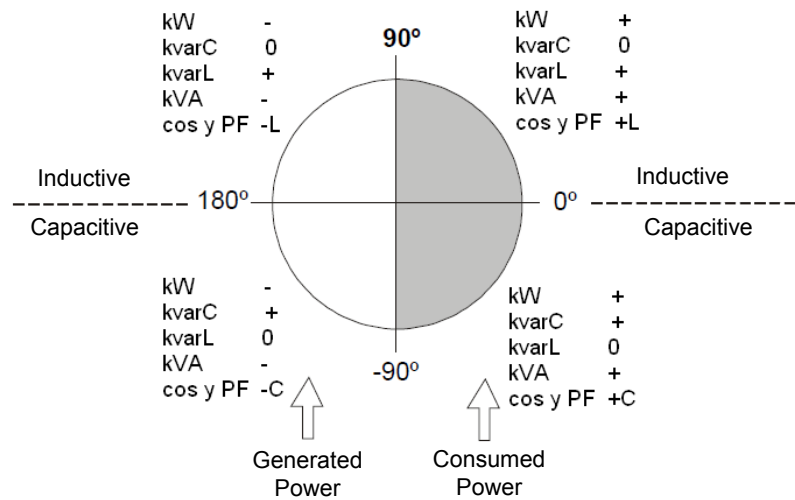 kW -
kvarC 0
kvarL +
kVA -
cos y PF -L
90º
kW +
kvarC 0
kvarL +
kVA +
cos y PF +L
Inductive
Capacitive
180º
0º
Inductive
Capacitive
kW -
kvarC +
kvarL 0
kVA -
cos y PF -C
-90º
kW +
kvarC +
kvarL 0
kVA +
cos y PF +C
Generated
Power
Consumed
Power